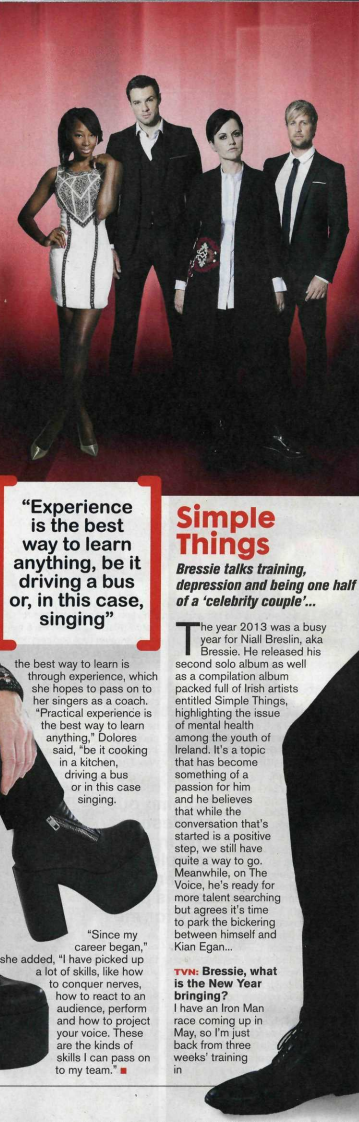 “Experience
is the best
way to learn
anything, be it
driving a bus
or, in this case,
singing”
the best way to learn is
through experience, which
she hopes to pass on to
her singers as a coach.
“Practical experience is
the best way to learn
anything,” Dolores
said, “be it cooking
in a kitchen,
driving a bus
or in this case
singing.
“Since my
career began,”
she added, “I have picked up
a lot of skills, like how
to conquer nerves,
how to react to an
audience, perform
and how to project
your voice. These
are the kinds of
skills I can pass on
to my team.”
Simple
Things
Bressie talks training,
depression and being one half
of a ‘celebrity couple’...
The year 2013 was a busy
year for Niall Breslin, aka
Bressie. He released his
second solo album as well
as a compilation album
packed full of Irish artists
entitled Simple Things,
highlighting the issue
of mental health
among the youth of
Ireland. It’s a topic
that has become
something of a
passion for him
and he believes
that while the
conversation that’s
started is a positive
step, we still have
quite a way to go.
Meanwhile, on The
Voice, he’s ready for
more talent searching
but agrees it’s time
to park the bickering
between himself and
Kian Egan...
TVN: Bressie, what
is the New Year
bringing?
I have an Iron Man
race coming up in
May, so I’m just
back from three
weeks’ training
in